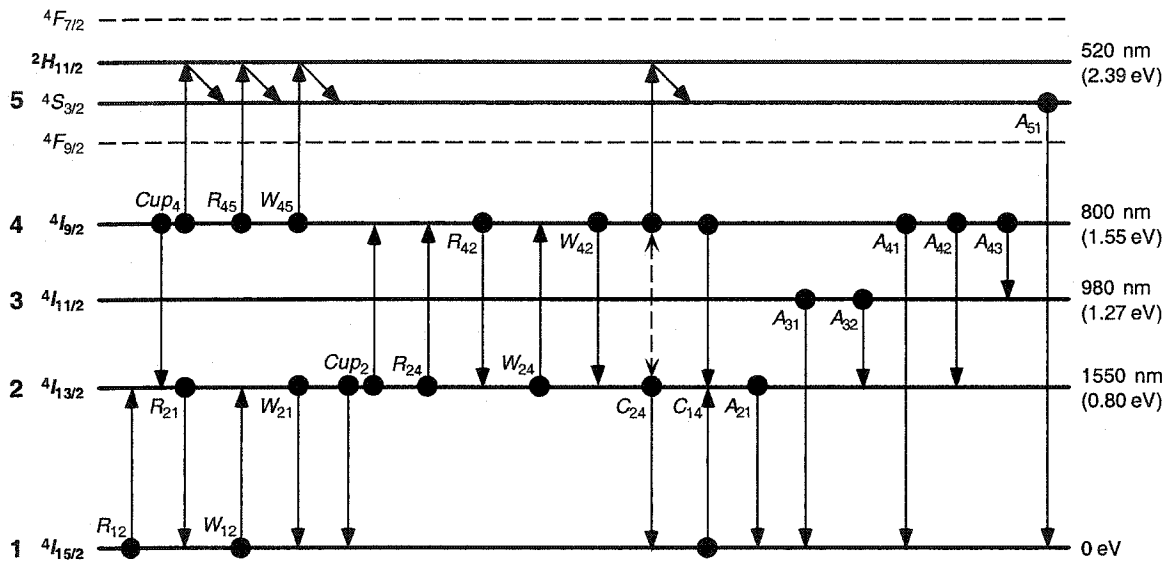 ⁴F₇/₂
²H₁₁/₂
520 nm
(2.39 eV)
5 ⁴S₃/₂
A₅₁
⁴F₉/₂
Cup₄ R₄₅ W₄₅
4 ⁴I₉/₂
R₄₂ W₄₂ A₄₁ A₄₂ A₄₃
800 nm
(1.55 eV)
3 ⁴I₁₁/₂
A₃₁ A₃₂
980 nm
(1.27 eV)
Cup₂ R₂₄ W₂₄
2 ⁴I₁₃/₂
R₂₁ W₂₁ C₂₄ C₁₄ A₂₁
1550 nm
(0.80 eV)
R₁₂ W₁₂
1 ⁴I₁₅/₂
0 eV